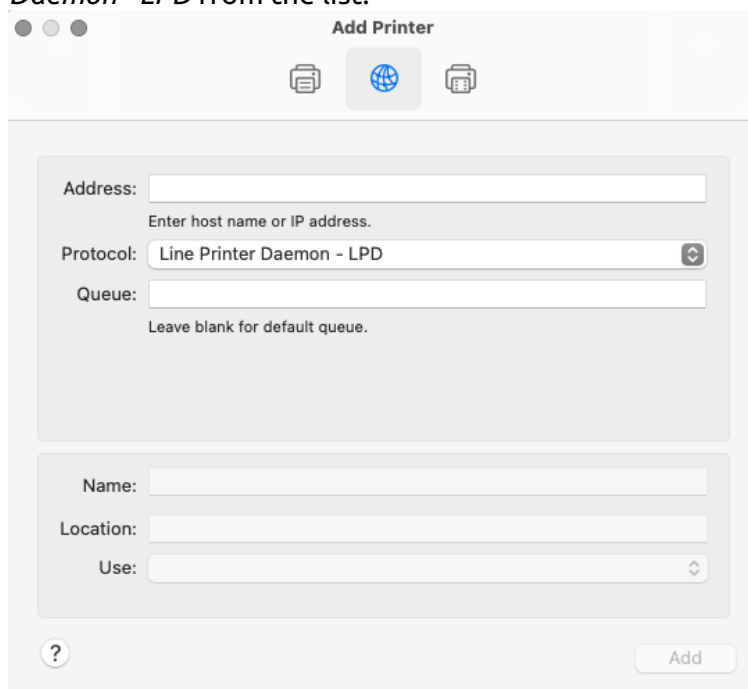 Daemon - LPD from the list.
Add Printer
Address:
Enter host name or IP address.
Protocol: Line Printer Daemon - LPD
Queue:
Leave blank for default queue.
Name:
Location:
Use:
?
Add